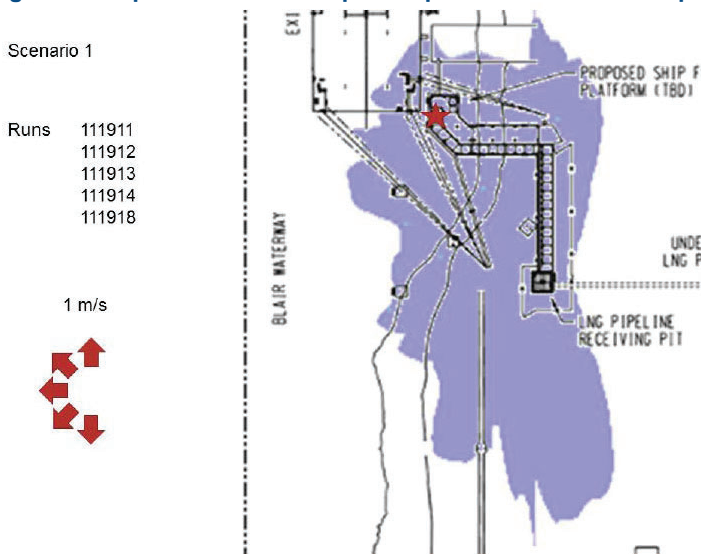 Scenario 1
Runs 111911
111912
111913
111914
111918
1 m/s
EXI
PROPOSED SHIP F
PLATFORM (TBD)
BLAIR WATERWAY
UNDE
LNG P
LNG PIPELINE
RECEIVING PIT